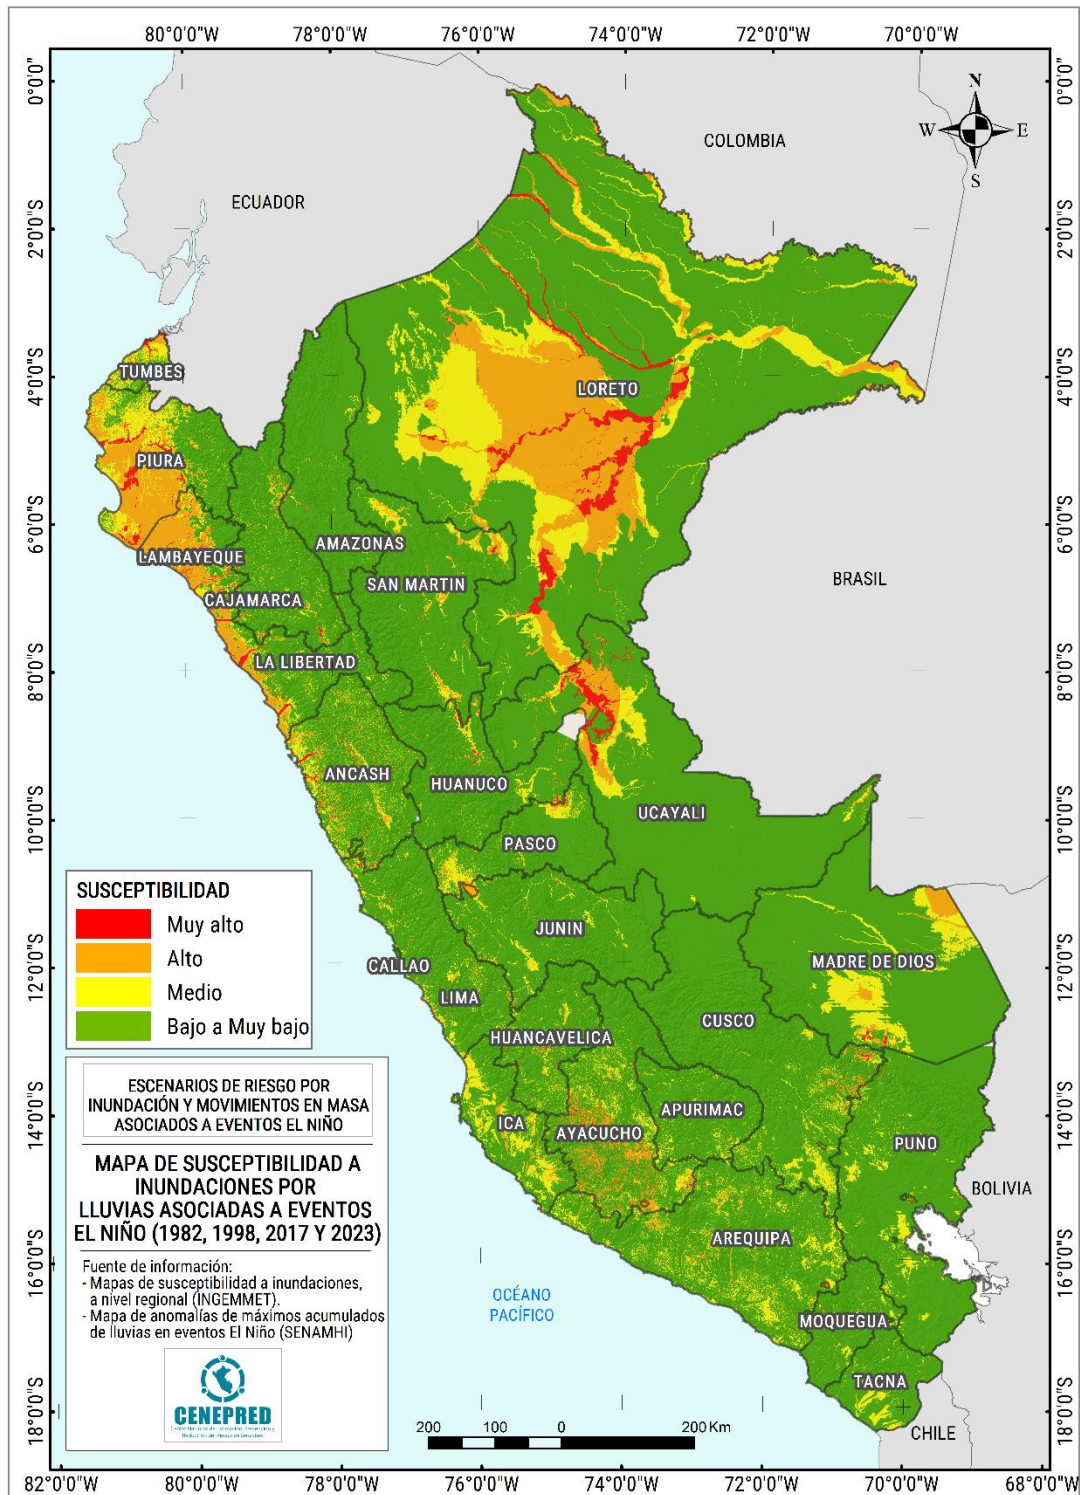 80°0'0"W 78°0'0"W 76°0'0"W 74°0'0"W 72°0'0"W 70°0'0"W
0°0'0"
2°0'0"S
4°0'0"S
6°0'0"S
8°0'0"S
10°0'0"S
12°0'0"S
14°0'0"S
16°0'0"S
18°0'0"S
N
W E
S
COLOMBIA
ECUADOR
TUMBES
LORETO
PIURA
AMAZONAS
LAMBAYEQUE
SAN MARTIN
BRASIL
CAJAMARCA
LA LIBERTAD
ANCASH
HUANUCO
UCAYALI
PASCO
JUNIN
MADRE DE DIOS
CALLAO
LIMA
CUSCO
HUANCAVELICA
APURIMAC
ICA
AYACUCHO
PUNO
BOLIVIA
AREQUIPA
MOQUEGUA
TACNA
CHILE
OCÉANO
PACÍFICO
SUSCEPTIBILIDAD
Muy alto
Alto
Medio
Bajo a Muy bajo
ESCENARIOS DE RIESGO POR
INUNDACIÓN Y MOVIMIENTOS EN MASA
ASOCIADOS A EVENTOS EL NIÑO
MAPA DE SUSCEPTIBILIDAD A
INUNDACIONES POR
LLUVIAS ASOCIADAS A EVENTOS
EL NIÑO (1982, 1998, 2017 Y 2023)
Fuente de información:
- Mapas de susceptibilidad a inundaciones,
a nivel regional (INGEMMET).
- Mapa de anomalías de máximos acumulados
de lluvias en eventos El Niño (SENAMHI)
CENEPRED
200 100 0 200 Km
0°0'0"
2°0'0"S
4°0'0"S
6°0'0"S
8°0'0"S
10°0'0"S
12°0'0"S
14°0'0"S
16°0'0"S
18°0'0"S
82°0'0"W 80°0'0"W 78°0'0"W 76°0'0"W 74°0'0"W 72°0'0"W 70°0'0"W 68°0'0"W